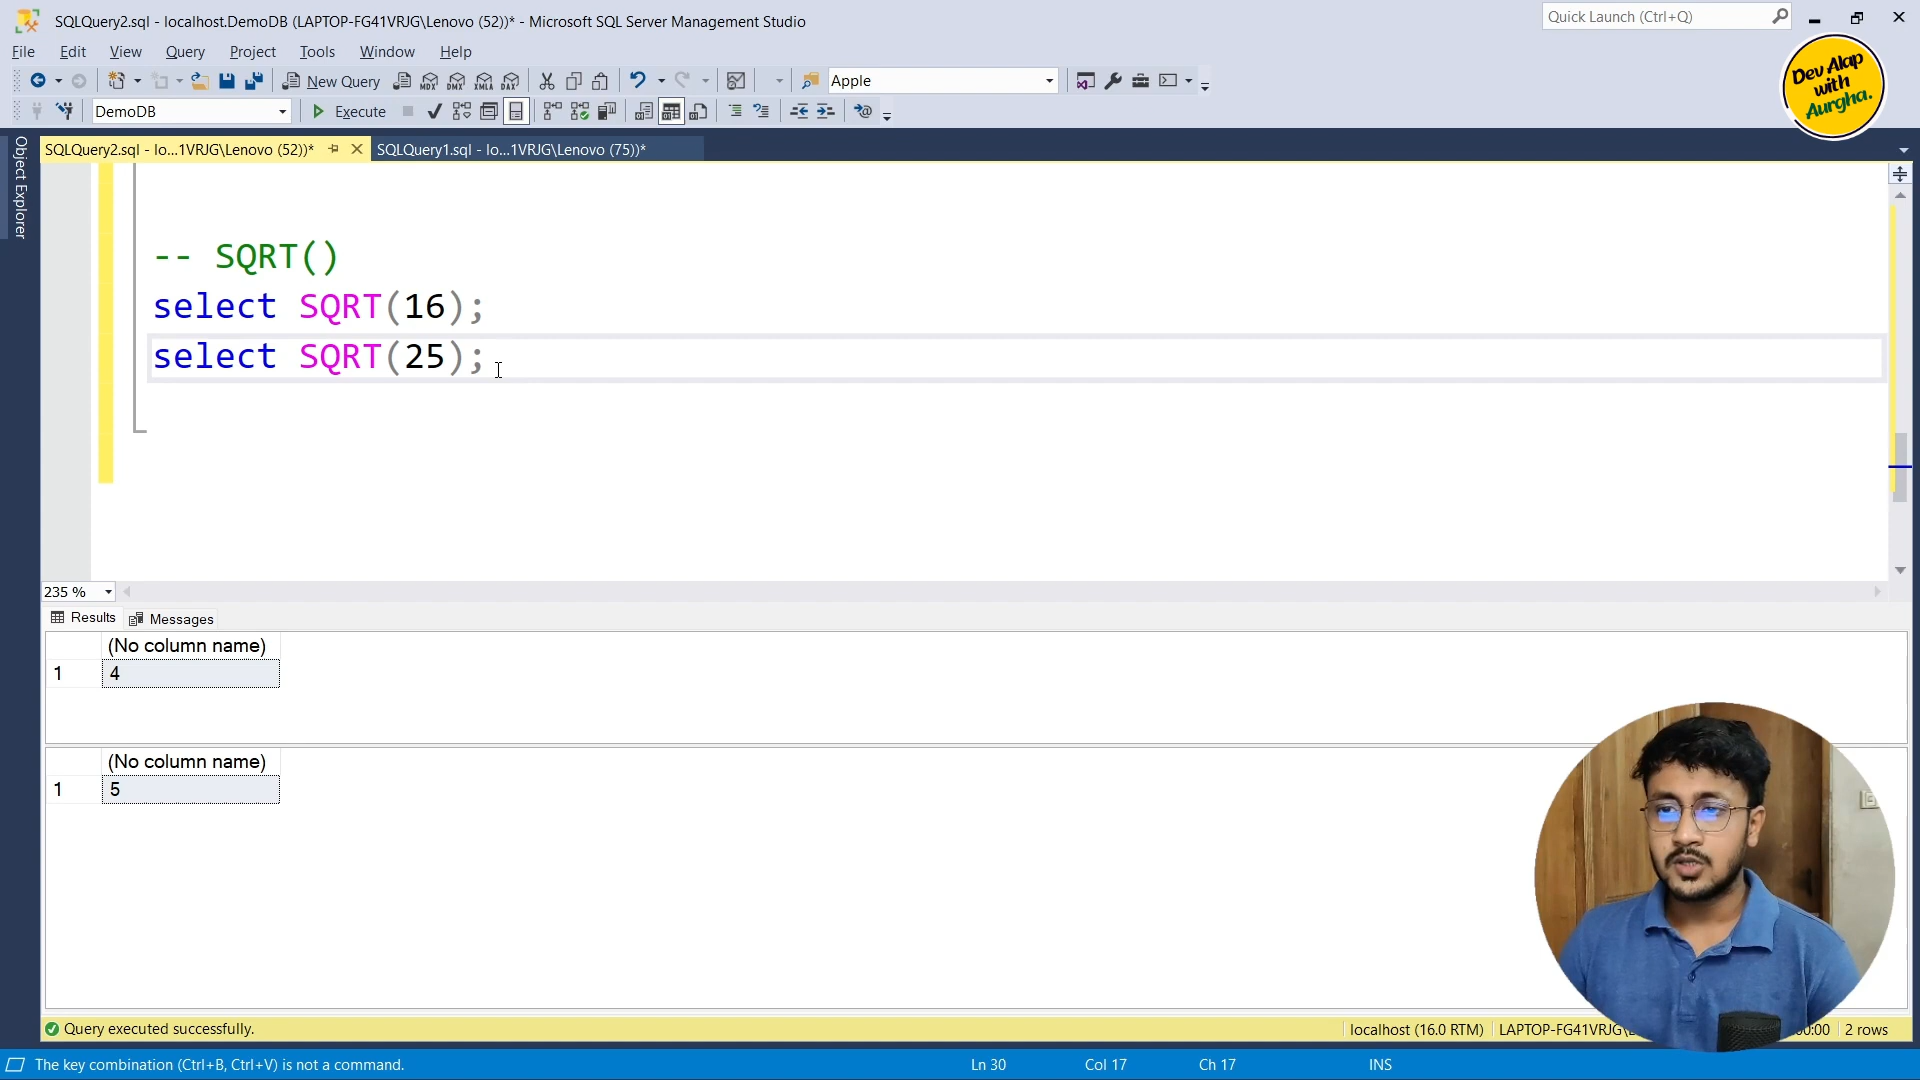 SQLQuery2.sql - localhost.DemoDB (LAPTOP-FG41VRJG\Lenovo (52))* - Microsoft SQL Server Management Studio
Quick Launch (Ctrl+Q)
File Edit View Query Project Tools Window Help
New Query
MDX DMX XMLA DAX
Apple
Dev Alap
with
Aurgha.
DemoDB
Execute
SQLQuery2.sql - lo...1VRJG\Lenovo (52))*
SQLQuery1.sql - lo...1VRJG\Lenovo (75))*
Object Explorer
-- SQRT()
select SQRT(16);
select SQRT(25);
235 %
Results
Messages
(No column name)
1 4
(No column name)
1 5
Query executed successfully.
localhost (16.0 RTM)
2 rows
The key combination (Ctrl+B, Ctrl+V) is not a command.
Ln 30
Col 17
Ch 17
INS